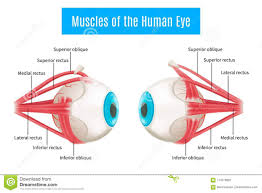 Muscles of the Human Eye
Superior oblique
Superior rectus
Medial rectus
Lateral rectus
Inferior rectus
Inferior oblique
Superior oblique
Superior rectus
Lateral rectus
Medial rectus
Inferior rectus
Inferior oblique
dreamstime